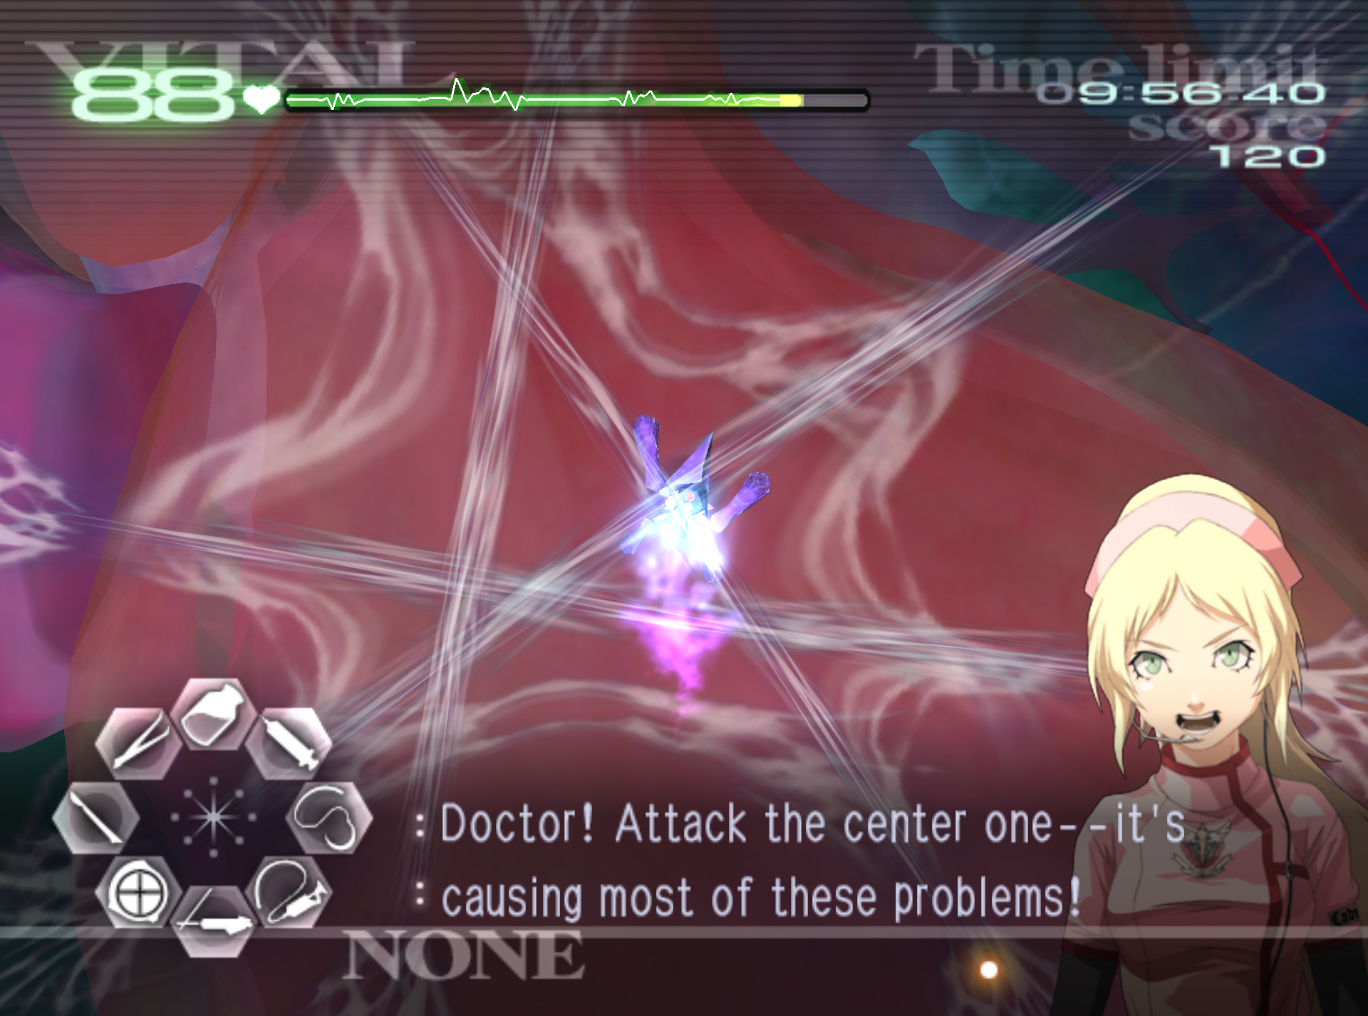 VITAL
88
Time limit
09:56:40
score
120
: Doctor! Attack the center one--it's
: causing most of these problems!
NONE